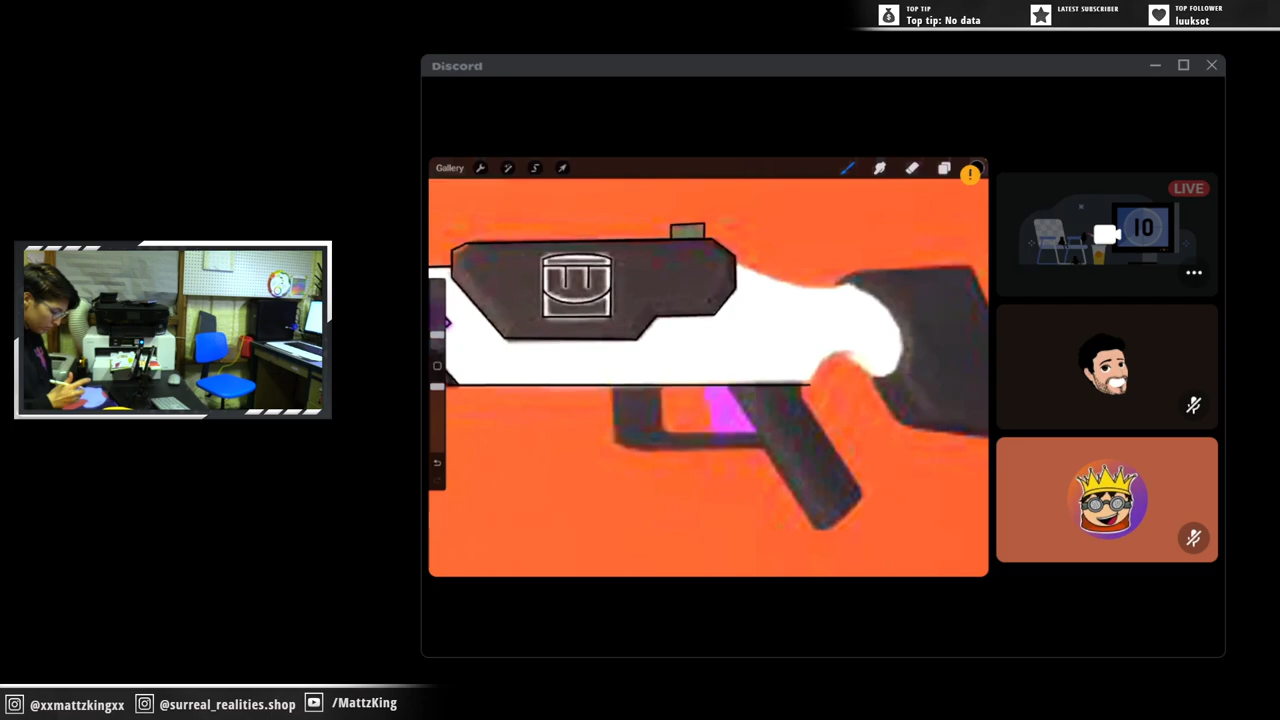 TOP TIP
Top tip: No data
LATEST SUBSCRIBER
TOP FOLLOWER
luuksot
Discord
Gallery
!
LIVE
10
@xxmattzkingxx
@surreal_realities.shop
/MattzKing